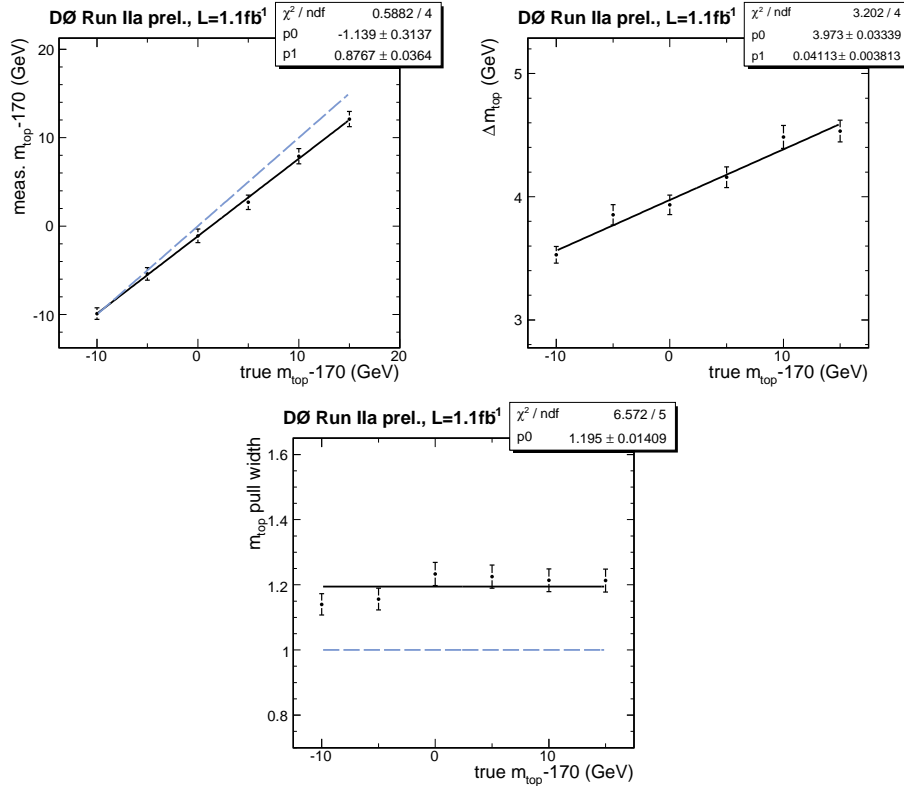 DØ Run IIa prel., L=1.1fb⁻¹
χ² / ndf 0.5882 / 4
p0 -1.139 ± 0.3137
p1 0.8767 ± 0.0364
meas. m_top-170 (GeV)
20
10
0
-10
-10 0 10 20
true m_top-170 (GeV)
DØ Run IIa prel., L=1.1fb⁻¹
χ² / ndf 3.202 / 4
p0 3.973 ± 0.03339
p1 0.04113 ± 0.003813
Δm_top (GeV)
5
4
3
-10 0 10
true m_top-170 (GeV)
DØ Run IIa prel., L=1.1fb⁻¹
χ² / ndf 6.572 / 5
p0 1.195 ± 0.01409
m_top pull width
1.6
1.4
1.2
1
0.8
-10 0 10
true m_top-170 (GeV)